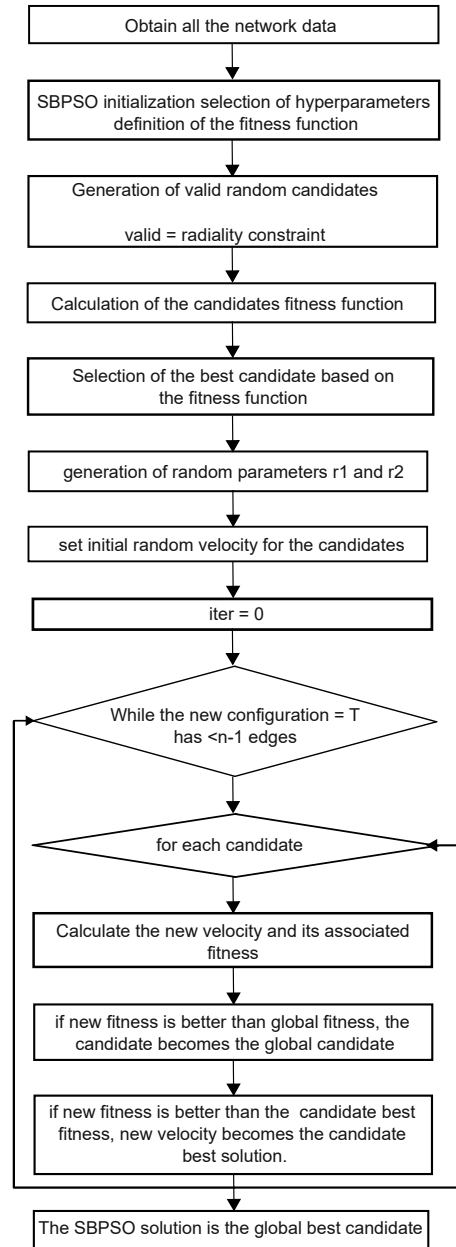 Obtain all the network data
SBPSO initialization selection of hyperparameters
definition of the fitness function
Generation of valid random candidates
valid = radiality constraint
Calculation of the candidates fitness function
Selection of the best candidate based on
the fitness function
generation of random parameters r1 and r2
set initial random velocity for the candidates
iter = 0
While the new configuration = T
has <n-1 edges
for each candidate
Calculate the new velocity and its associated
fitness
if new fitness is better than global fitness, the
candidate becomes the global candidate
if new fitness is better than the candidate best
fitness, new velocity becomes the candidate
best solution.
The SBPSO solution is the global best candidate